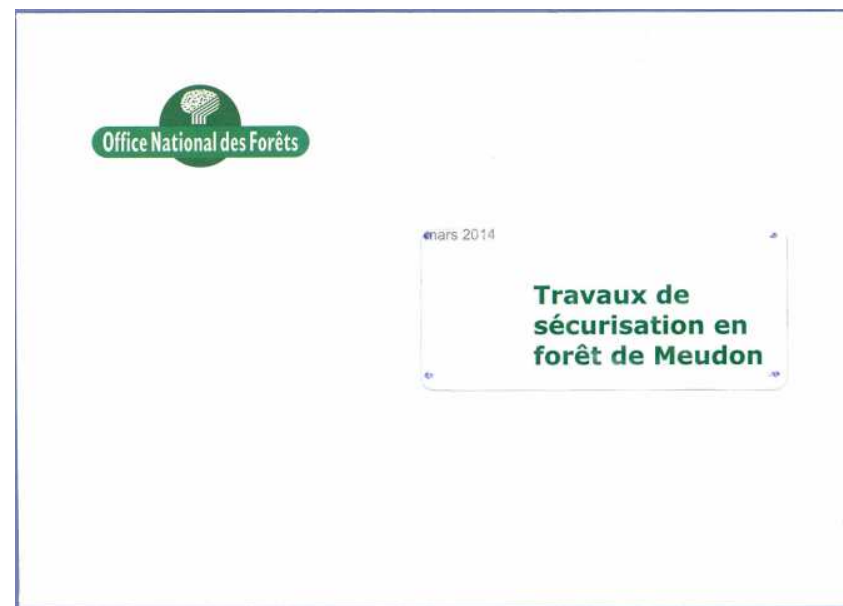 Office National des Forêts
mars 2014
Travaux de
sécurisation en
forêt de Meudon